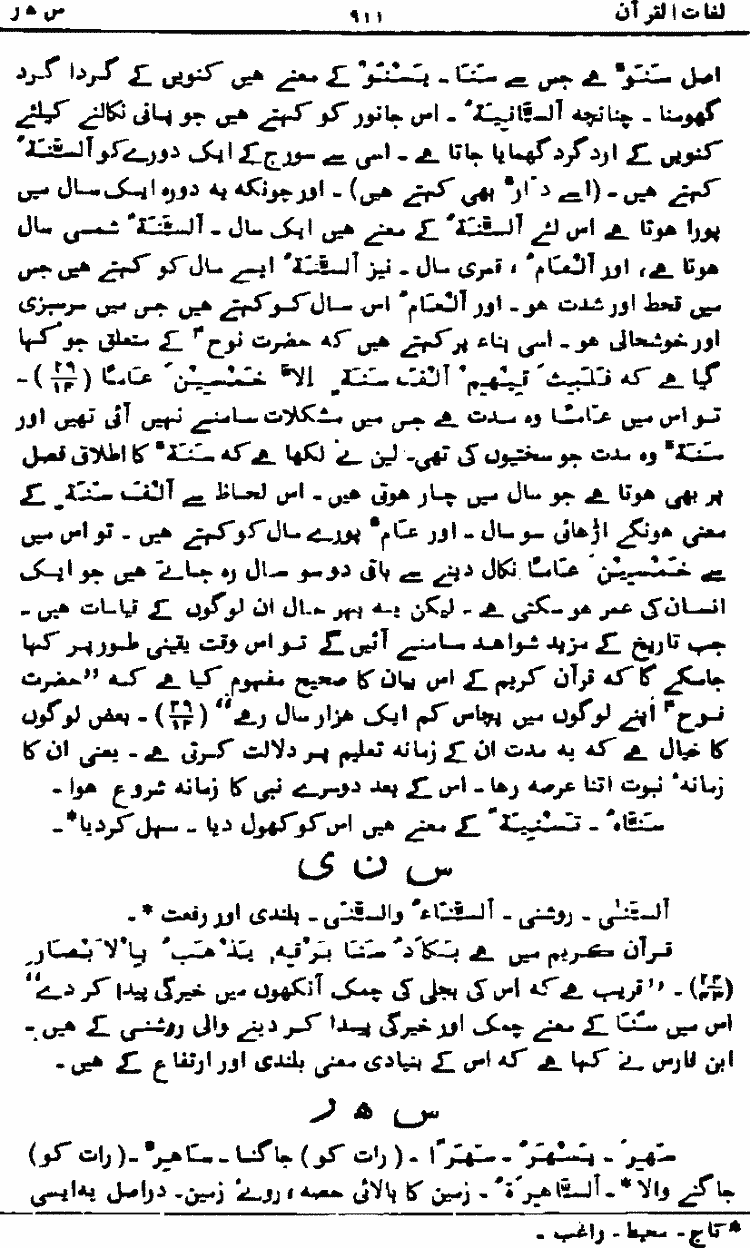 لغات القرآن ۹۱۱ س ھ ر
اصل سَنَوٌ ہے جس سے سَنَا ۔ یَسْنُوْ کے معنے ہیں کنویں کے گردا گرد
گھومنا ۔ چنانچہ اَلسَّانِیَةُ ۔ اس جانور کو کہتے ہیں جو پانی نکالنے کیلئے
کنویں کے ارد گرد گھمایا جاتا ہے ۔ اسی سے سورج کے ایک دورے کو اَلسَّنَةُ
کہتے ہیں ۔ (اسے دَارٌ بھی کہتے ہیں) ۔ اور چونکہ یہ دورہ ایک سال میں
پورا ہوتا ہے اس لئے اَلسَّنَةُ کے معنے ہیں ایک سال ۔ اَلسَّنَةُ شمسی سال
ہوتا ہے، اور اَلْعَامُ ، قمری سال ۔ نیز اَلسَّنَةُ ایسے سال کو کہتے ہیں جس
میں قحط اور شدت ہو ۔ اور اَلْعَامُ اس سال کو کہتے ہیں جس میں سرسبزی
اور خوشحالی ہو ۔ اسی بناء پر کہتے ہیں کہ حضرت نوح ؑ کے متعلق جو کہا
گیا ہے کہ فَلَبِثَ فِیْهِمْ اَلْفَ سَنَةٍ اِلَّا خَمْسِیْنَ عَامًا (۲۹/۱۴) ۔
تو اس میں عَامًا وہ مدت ہے جس میں مشکلات سامنے نہیں آئی تھیں اور
سَنَةٌ وہ مدت جو سختیوں کی تھی۔ لین نے لکھا ہے کہ سَنَةٌ کا اطلاق فصل
پر بھی ہوتا ہے جو سال میں چار ہوتی ہیں ۔ اس لحاظ سے اَلْفَ سَنَةٍ کے
معنی ہونگے اڑھائی سو سال ۔ اور عَامٌ پورے سال کو کہتے ہیں ۔ تو اس میں
سے خَمْسِیْنَ عَامًا نکال دینے سے باقی دو سو سال رہ جاتے ہیں جو ایک
انسان کی عمر ہو سکتی ہے ۔ لیکن یہ بہر حال ان لوگوں کے قیاسات ہیں ۔
جب تاریخ کے مزید شواہد سامنے آئیں گے تو اس وقت یقینی طور پر کہا
جاسکے گا کہ قرآن کریم کے اس بیان کا صحیح مفہوم کیا ہے کہ ”حضرت
نوح ؑ اپنے لوگوں میں پچاس کم ایک ہزار سال رہے“ (۲۹/۱۴) ۔ بعض لوگوں
کا خیال ہے کہ یہ مدت ان کے زمانہ تعلیم پر دلالت کرتی ہے ۔ یعنی ان کا
زمانۂ نبوت اتنا عرصہ رہا ۔ اس کے بعد دوسرے نبی کا زمانہ شروع ہوا ۔
سَنَّاهُ ۔ تَسْنِیَةً کے معنے ہیں اس کو کھول دیا ۔ سہل کردیا* ۔
س ن ی
اَلسَّنٰی ۔ روشنی ۔ اَلسَّنَاءُ والسَّنٰی ۔ بلندی اور رفعت * ۔
قرآن کریم میں ہے یَکَادُ سَنَا بَرْقِهٖ یَذْهَبُ بِالْاَبْصَارِ
(۲۴/۴۳) ۔ ”قریب ہے کہ اس کی بجلی کی چمک آنکھوں میں خیرگی پیدا کر دے“
اس میں سَنَا کے معنے چمک اور خیرگی پیدا کر دینے والی روشنی کے ہیں ۔
ابن فارس نے کہا ہے کہ اس کے بنیادی معنی بلندی اور ارتفاع کے ہیں ۔
س ھ ر
سَهِرَ ۔ یَسْهَرُ ۔ سَهَرًا ۔ (رات کو) جاگنا ۔ سَاهِرٌ ۔ (رات کو)
جاگنے والا * ۔ اَلسَّاهِرَةُ ۔ زمین کا بالائی حصہ ، روئے زمین ۔ دراصل یہ ایسی
* تاج ۔ محیط ۔ راغب ۔